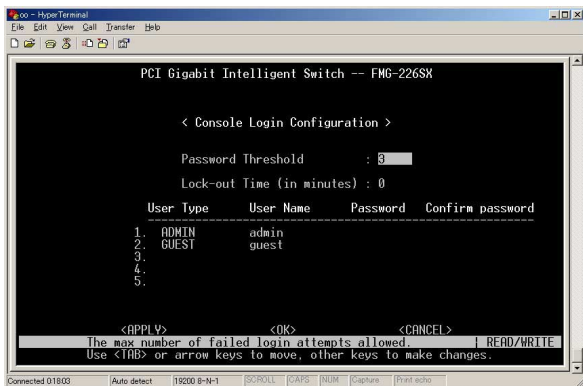 oo - HyperTerminal
File Edit View Call Transfer Help
PCI Gigabit Intelligent Switch -- FMG-226SX
< Console Login Configuration >
Password Threshold : 3
Lock-out Time (in minutes) : 0
User Type User Name Password Confirm password
1. ADMIN admin
2. GUEST guest
3.
4.
5.
<APPLY> <OK> <CANCEL>
The max number of failed login attempts allowed. | READ/WRITE
Use <TAB> or arrow keys to move, other keys to make changes.
Connected 0:18:03 Auto detect 19200 8-N-1 SCROLL CAPS NUM Capture Print echo